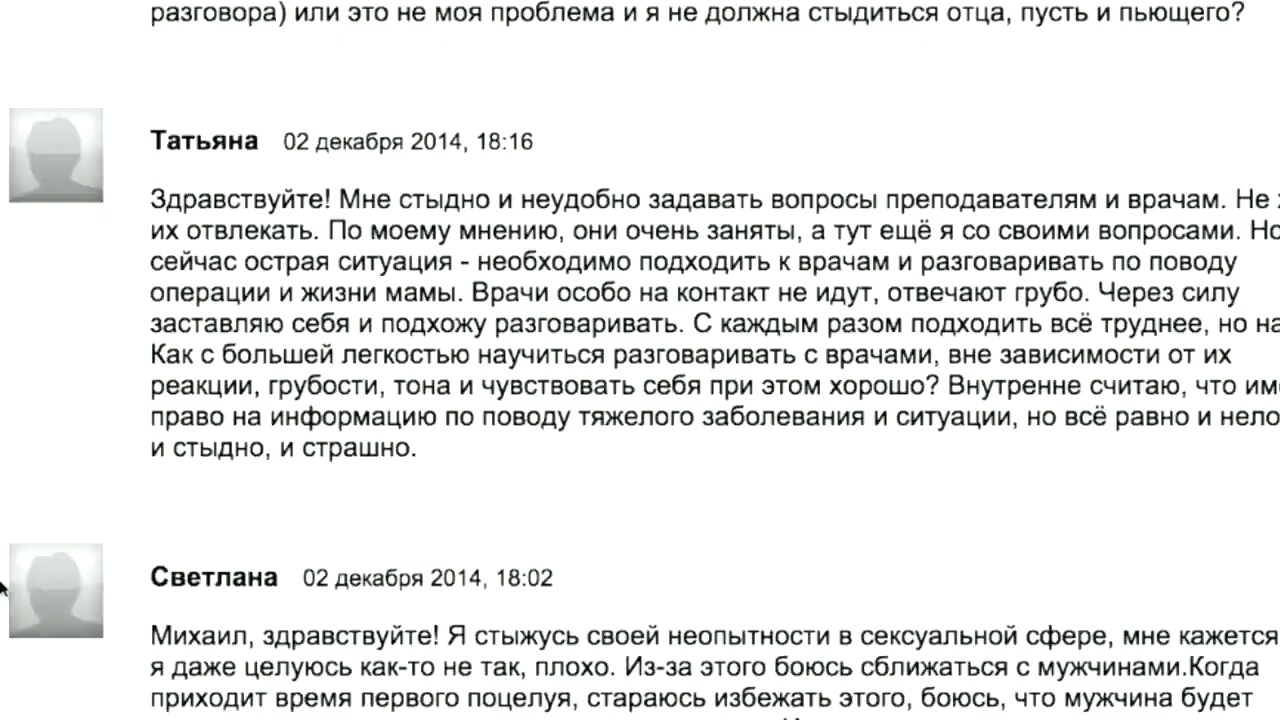 разговора) или это не моя проблема и я не должна стыдиться отца, пусть и пьющего?
Татьяна 02 декабря 2014, 18:16
Здравствуйте! Мне стыдно и неудобно задавать вопросы преподавателям и врачам. Не
их отвлекать. По моему мнению, они очень заняты, а тут ещё я со своими вопросами. Но
сейчас острая ситуация - необходимо подходить к врачам и разговаривать по поводу
операции и жизни мамы. Врачи особо на контакт не идут, отвечают грубо. Через силу
заставляю себя и подхожу разговаривать. С каждым разом подходить всё труднее, но
Как с большей легкостью научиться разговаривать с врачами, вне зависимости от их
реакции, грубости, тона и чувствовать себя при этом хорошо? Внутренне считаю, что
право на информацию по поводу тяжелого заболевания и ситуации, но всё равно и
и стыдно, и страшно.
Светлана 02 декабря 2014, 18:02
Михаил, здравствуйте! Я стыжусь своей неопытности в сексуальной сфере, мне кажется
я даже целуюсь как-то не так, плохо. Из-за этого боюсь сближаться с мужчинами.Когда
приходит время первого поцелуя, стараюсь избежать этого, боюсь, что мужчина будет